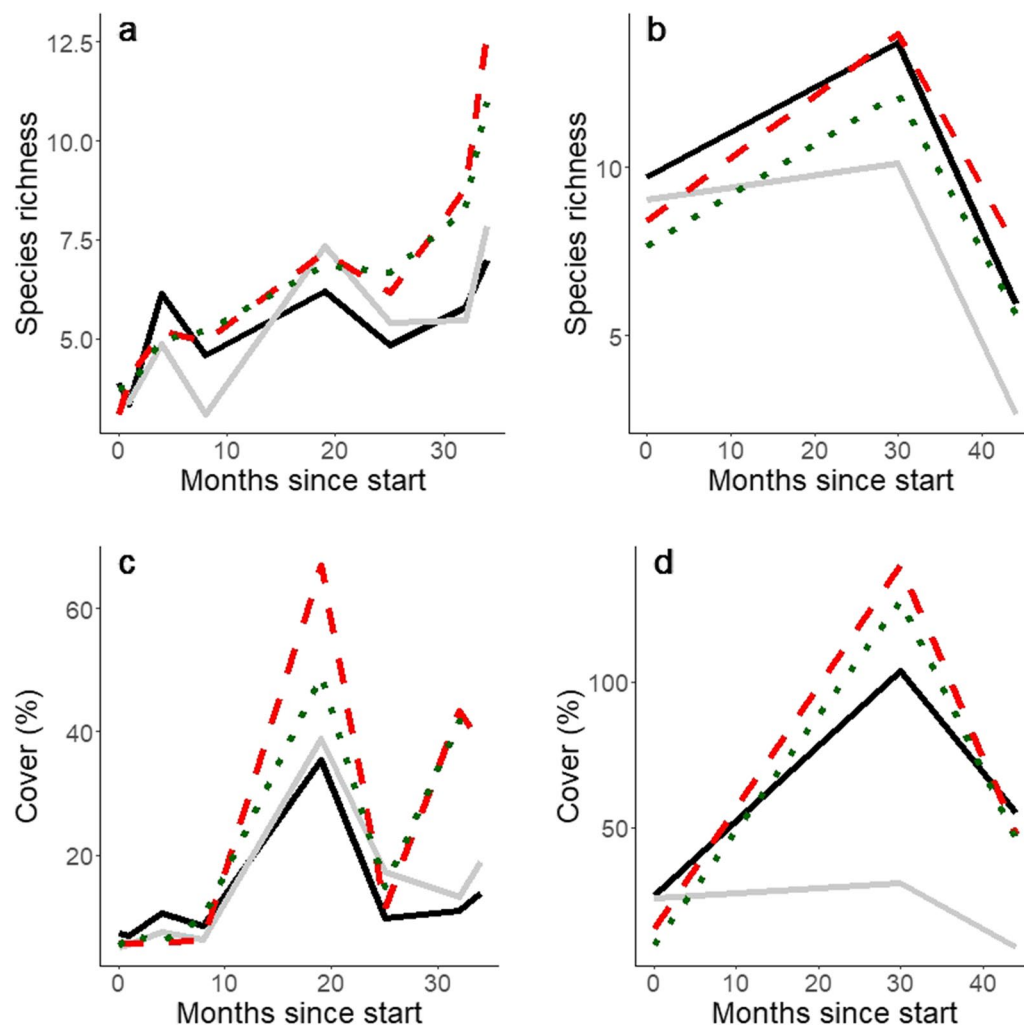 a
12.5
10.0
7.5
5.0
Species richness
0 10 20 30
Months since start
b
10
5
Species richness
0 10 20 30 40
Months since start
c
60
40
20
Cover (%)
0 10 20 30
Months since start
d
100
50
Cover (%)
0 10 20 30 40
Months since start